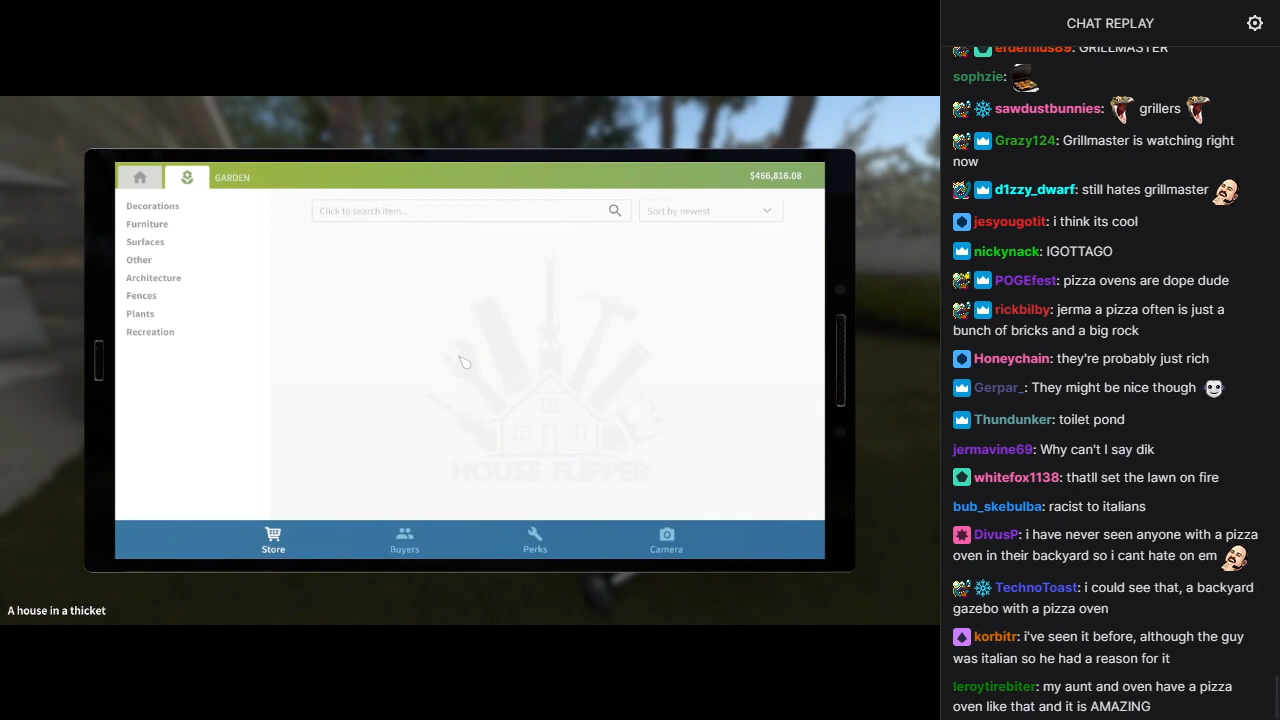 GARDEN
$466,816.08
Decorations
Furniture
Surfaces
Other
Architecture
Fences
Plants
Recreation
Click to search item...
Sort by newest
HOUSE FLIPPER
Store
Buyers
Perks
Camera
A house in a thicket
CHAT REPLAY
erdemius89: GRILLMASTER
sophzie:
sawdustbunnies: grillers
Grazy124: Grillmaster is watching right
now
d1zzy_dwarf: still hates grillmaster
jesyougotit: i think its cool
nickynack: IGOTTAGO
POGEfest: pizza ovens are dope dude
rickbilby: jerma a pizza often is just a
bunch of bricks and a big rock
Honeychain: they're probably just rich
Gerpar_: They might be nice though
Thundunker: toilet pond
jermavine69: Why can't I say dik
whitefox1138: thatll set the lawn on fire
bub_skebulba: racist to italians
DivusP: i have never seen anyone with a pizza
oven in their backyard so i cant hate on em
TechnoToast: i could see that, a backyard
gazebo with a pizza oven
korbitr: i've seen it before, although the guy
was italian so he had a reason for it
leroytirebiter: my aunt and oven have a pizza
oven like that and it is AMAZING